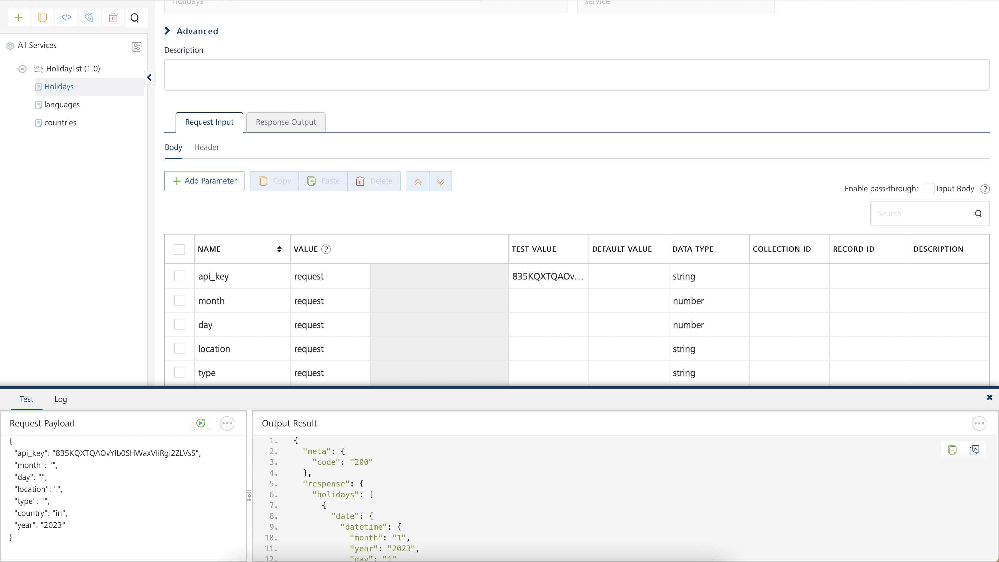 Holidays
service
</>
All Services
Holidaylist (1.0)
Holidays
languages
countries
Advanced
Description
Request Input
Response Output
Body
Header
Add Parameter
Copy
Paste
Delete
Enable pass-through:
Input Body
?
Search
NAME
VALUE ?
TEST VALUE
DEFAULT VALUE
DATA TYPE
COLLECTION ID
RECORD ID
DESCRIPTION
api_key request 835KQXTQAOv... string
month request number
day request number
location request string
type request string
Test
Log
Request Payload
{
"api_key": "835KQXTQAOvYlb0SHWaxVIiRgI2ZLVsS",
"month": "",
"day": "",
"location": "",
"type": "",
"country": "in",
"year": "2023"
}
Output Result
1. {
2. "meta": {
3. "code": "200"
4. },
5. "response": {
6. "holidays": [
7. {
8. "date": {
9. "datetime": {
10. "month": "1",
11. "year": "2023",
12. "day": "1"